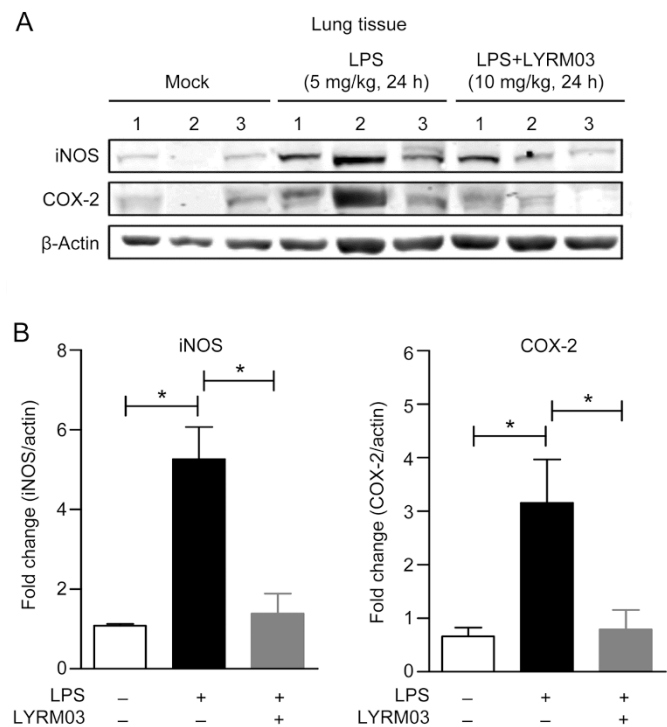 A
Lung tissue
Mock
LPS
(5 mg/kg, 24 h)
LPS+LYRM03
(10 mg/kg, 24 h)
1 2 3 1 2 3 1 2 3
iNOS
COX-2
β-Actin
B
iNOS
Fold change (iNOS/actin)
8
6
4
2
0
* *
LPS – + +
LYRM03 – – +
COX-2
Fold change (COX-2/actin)
6
5
4
3
2
1
0
* *
LPS – + +
LYRM03 – – +